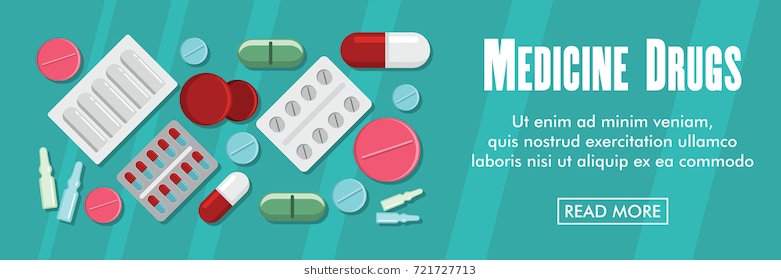 Medicine Drugs
Ut enim ad minim veniam,
quis nostrud exercitation ullamco
laboris nisi ut aliquip ex ea commodo
READ MORE
shutterstock.com • 721727713